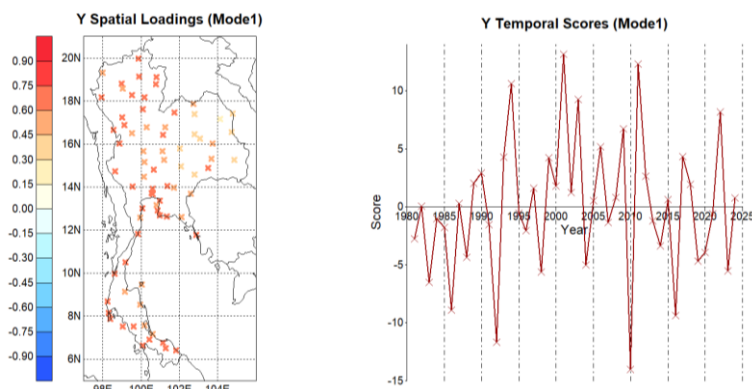 Y Spatial Loadings (Mode1)
0.90
0.75
0.60
0.45
0.30
0.15
0.00
-0.15
-0.30
-0.45
-0.60
-0.75
-0.90
20N
18N
16N
14N
12N
10N
8N
6N
98E
100E
102E
104E
Y Temporal Scores (Mode1)
10
5
0
-5
-10
-15
Score
1980 1985 1990 1995 2000 2005 2010 2015 2020 2025
Year